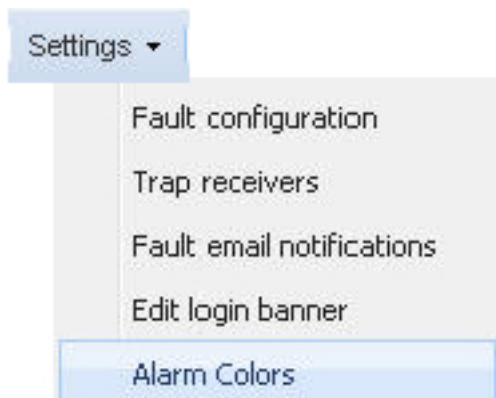 Settings
Fault configuration
Trap receivers
Fault email notifications
Edit login banner
Alarm Colors